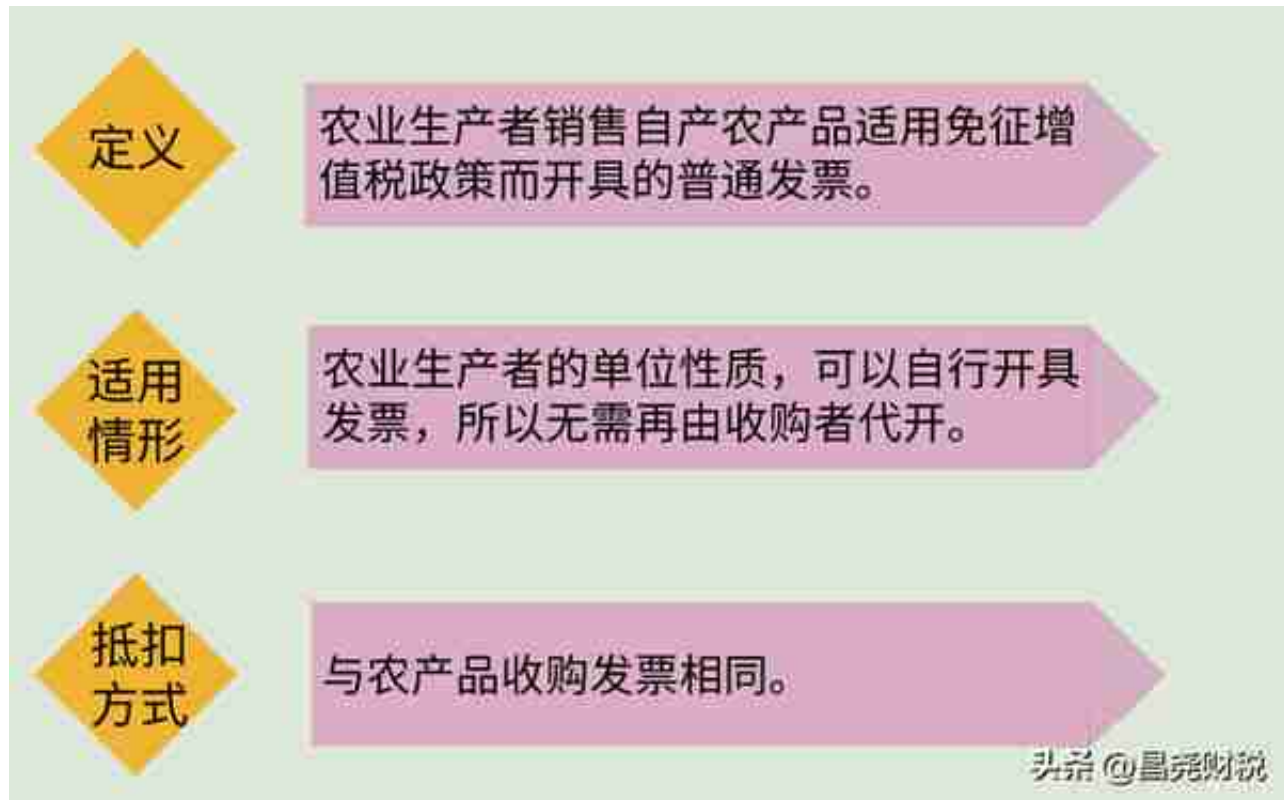 定义
农业生产者销售自产农产品适用免征增
值税政策而开具的普通发票。
适用
情形
农业生产者的单位性质，可以自行开具
发票，所以无需再由收购者代开。
抵扣
方式
与农产品收购发票相同。
头条 @昌尧财税